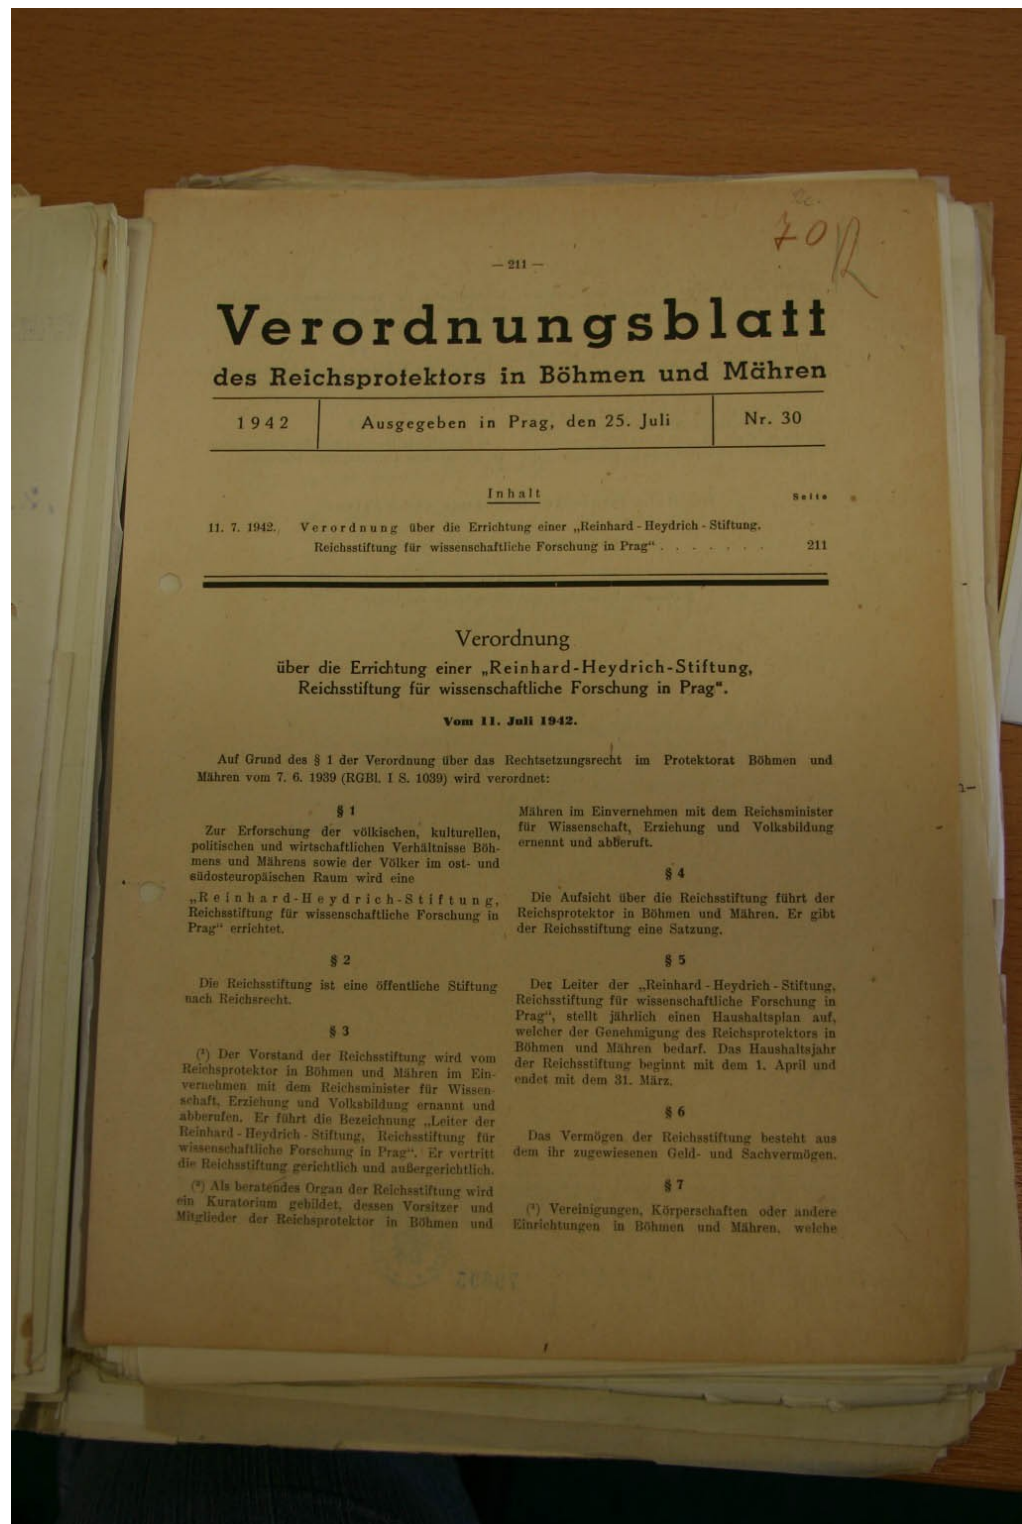 70
— 211 —
Verordnungsblatt
des Reichsprotektors in Böhmen und Mähren
1942 Ausgegeben in Prag, den 25. Juli Nr. 30
Inhalt
Seite
11. 7. 1942. Verordnung über die Errichtung einer „Reinhard-Heydrich-Stiftung,
Reichsstiftung für wissenschaftliche Forschung in Prag“ . . . . . . . 211
Verordnung
über die Errichtung einer „Reinhard-Heydrich-Stiftung,
Reichsstiftung für wissenschaftliche Forschung in Prag“.
Vom 11. Juli 1942.
Auf Grund des § 1 der Verordnung über das Rechtsetzungsrecht im Protektorat Böhmen und
Mähren vom 7. 6. 1939 (RGBl. I S. 1039) wird verordnet:
§ 1
Zur Erforschung der völkischen, kulturellen,
politischen und wirtschaftlichen Verhältnisse Böh-
mens und Mährens sowie der Völker im ost- und
südosteuropäischen Raum wird eine
„Reinhard-Heydrich-Stiftung,
Reichsstiftung für wissenschaftliche Forschung in
Prag“ errichtet.
§ 2
Die Reichsstiftung ist eine öffentliche Stiftung
nach Reichsrecht.
§ 3
(¹) Der Vorstand der Reichsstiftung wird vom
Reichsprotektor in Böhmen und Mähren im Ein-
vernehmen mit dem Reichsminister für Wissen-
schaft, Erziehung und Volksbildung ernannt und
abberufen. Er führt die Bezeichnung „Leiter der
Reinhard-Heydrich-Stiftung, Reichsstiftung für
wissenschaftliche Forschung in Prag“. Er vertritt
die Reichsstiftung gerichtlich und außergerichtlich.
(²) Als beratendes Organ der Reichsstiftung wird
ein Kuratorium gebildet, dessen Vorsitzer und
Mitglieder der Reichsprotektor in Böhmen und
Mähren im Einvernehmen mit dem Reichsminister
für Wissenschaft, Erziehung und Volksbildung
ernennt und abberuft.
§ 4
Die Aufsicht über die Reichsstiftung führt der
Reichsprotektor in Böhmen und Mähren. Er gibt
der Reichsstiftung eine Satzung.
§ 5
Der Leiter der „Reinhard-Heydrich-Stiftung,
Reichsstiftung für wissenschaftliche Forschung in
Prag“, stellt jährlich einen Haushaltsplan auf,
welcher der Genehmigung des Reichsprotektors in
Böhmen und Mähren bedarf. Das Haushaltsjahr
der Reichsstiftung beginnt mit dem 1. April und
endet mit dem 31. März.
§ 6
Das Vermögen der Reichsstiftung besteht aus
dem ihr zugewiesenen Geld- und Sachvermögen.
§ 7
(¹) Vereinigungen, Körperschaften oder andere
Einrichtungen in Böhmen und Mähren, welche